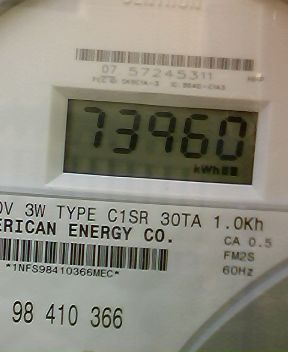 CENTRON
07 57245311
73960
kWh
0V 3W TYPE C1SR 30TA 1.0Kh
ERICAN ENERGY CO.
CA 0.5
FM2S
*1NFS98410366MEC*
60Hz
98 410 366